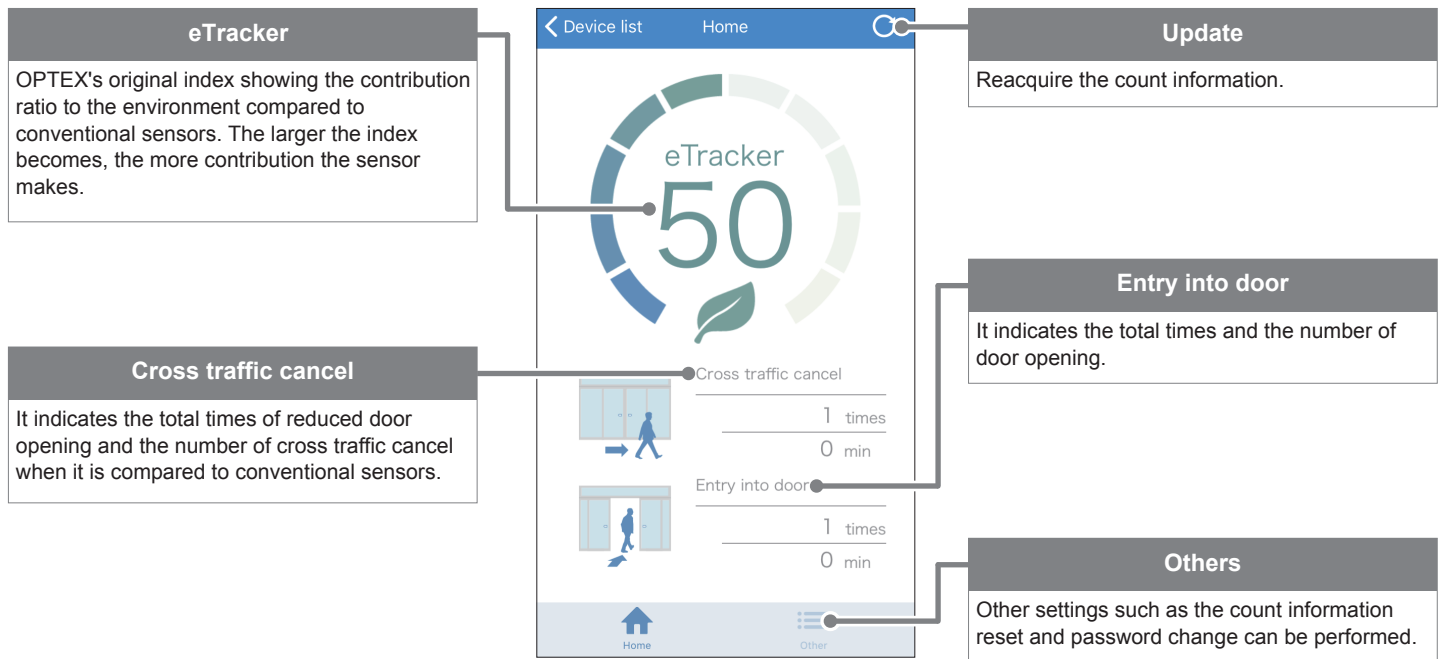 eTracker
OPTEX's original index showing the contribution
ratio to the environment compared to
conventional sensors. The larger the index
becomes, the more contribution the sensor
makes.
Cross traffic cancel
It indicates the total times of reduced door
opening and the number of cross traffic cancel
when it is compared to conventional sensors.
Device list Home
eTracker
50
Cross traffic cancel
1 times
0 min
Entry into door
1 times
0 min
Home Other
Update
Reacquire the count information.
Entry into door
It indicates the total times and the number of
door opening.
Others
Other settings such as the count information
reset and password change can be performed.